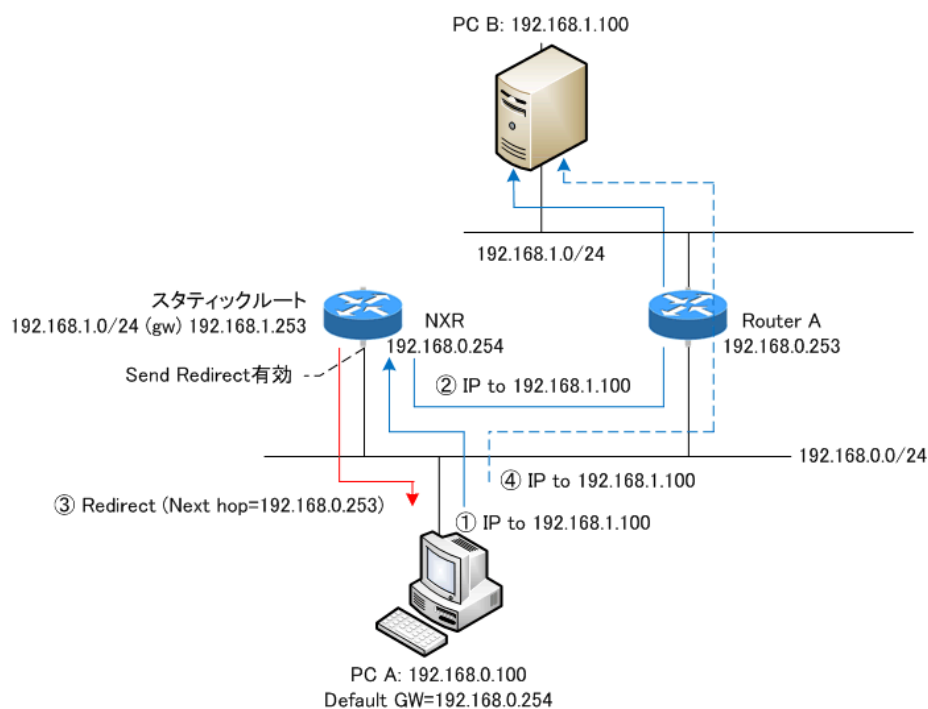 PC B: 192.168.1.100
192.168.1.0/24
スタティックルート
192.168.1.0/24 (gw) 192.168.1.253
NXR
192.168.0.254
Router A
192.168.0.253
Send Redirect有効
② IP to 192.168.1.100
192.168.0.0/24
④ IP to 192.168.1.100
③ Redirect (Next hop=192.168.0.253)
① IP to 192.168.1.100
PC A: 192.168.0.100
Default GW=192.168.0.254